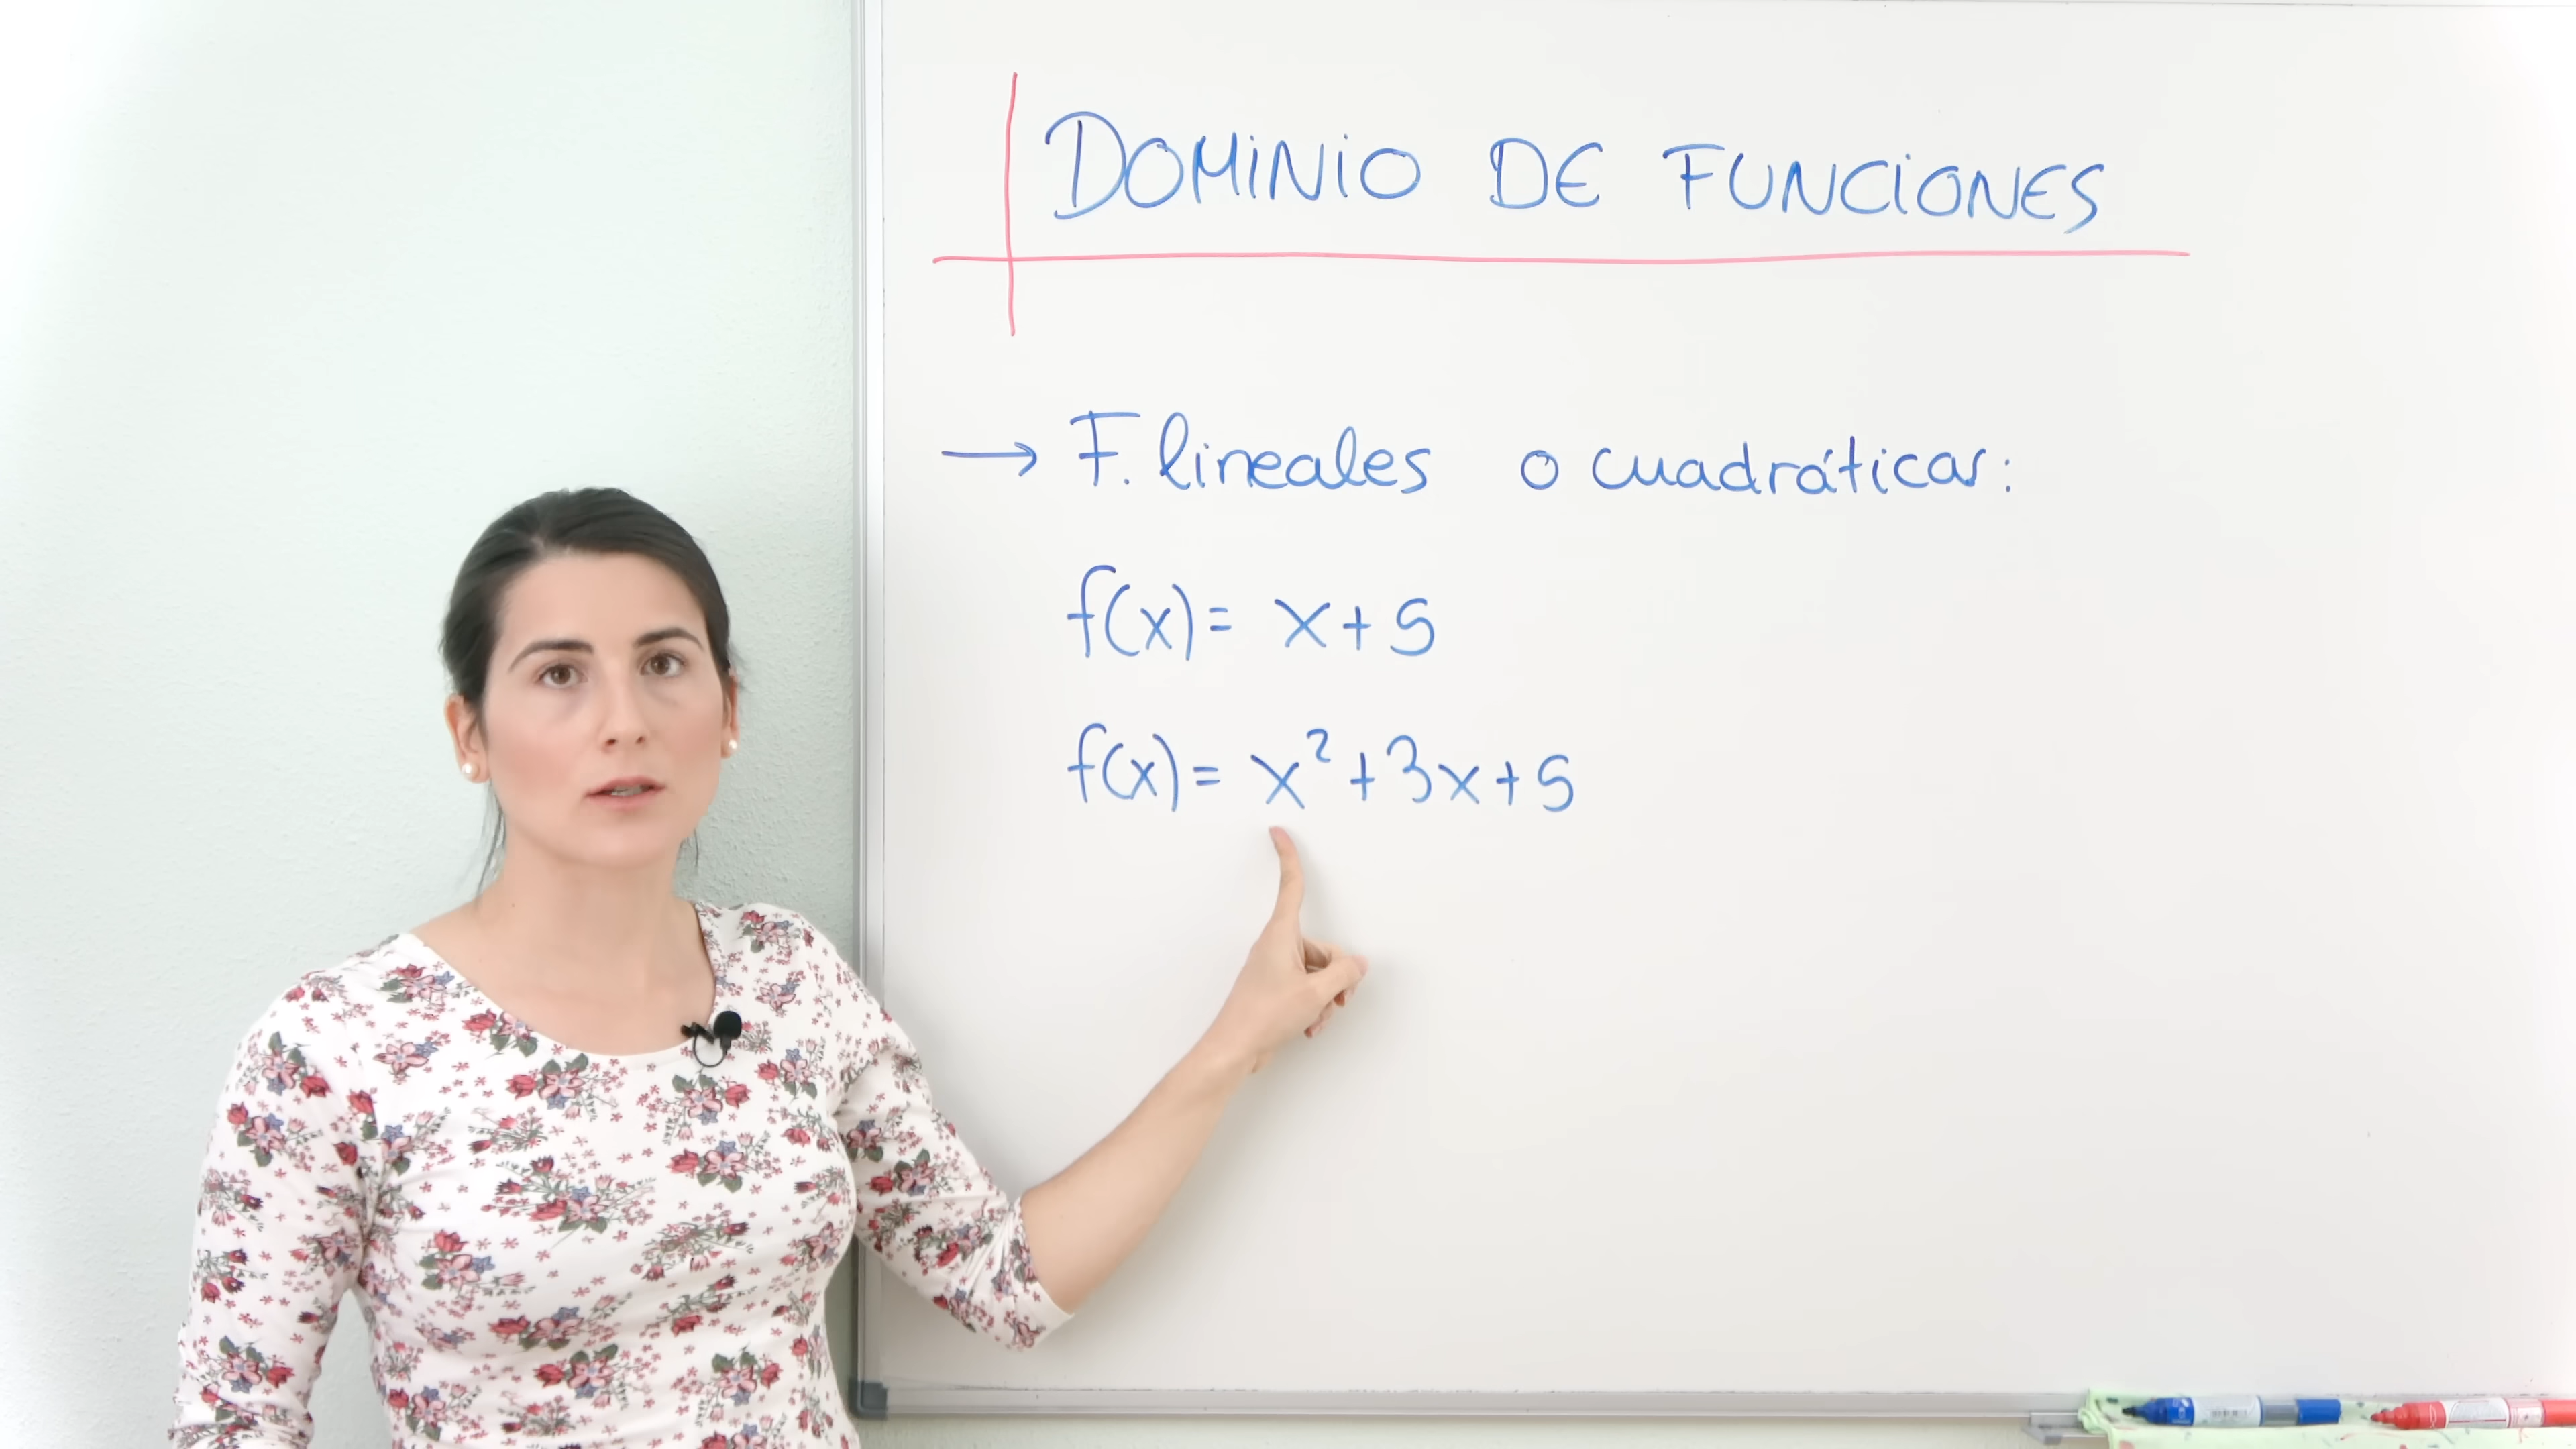 DOMINIO DE FUNCIONES
→ F. lineales o cuadráticas:
f(x)= x+5
f(x)= x²+3x+5